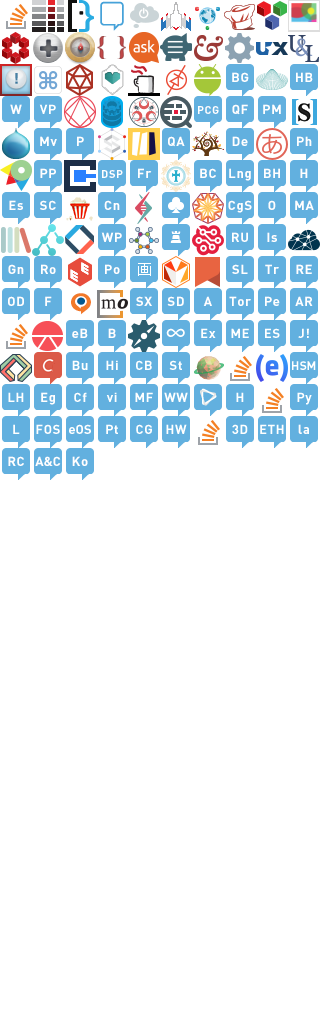 ask ux U&L
BG HB
W VP PCG QF PM S
Mv P QA De あ Ph
PP DSP Fr BC Lng BH H
Es SC Cn CgS O MA
WP RU Is
Gn Ro Po 画 SL Tr RE
OD F mo SX SD A Tor Pe AR
eB B Ex ME ES J!
C Bu Hi CB St (e) HSM
LH Eg Cf vi MF WW H Py
L FOS eOS Pt CG HW 3D ETH la
RC A&C Ko